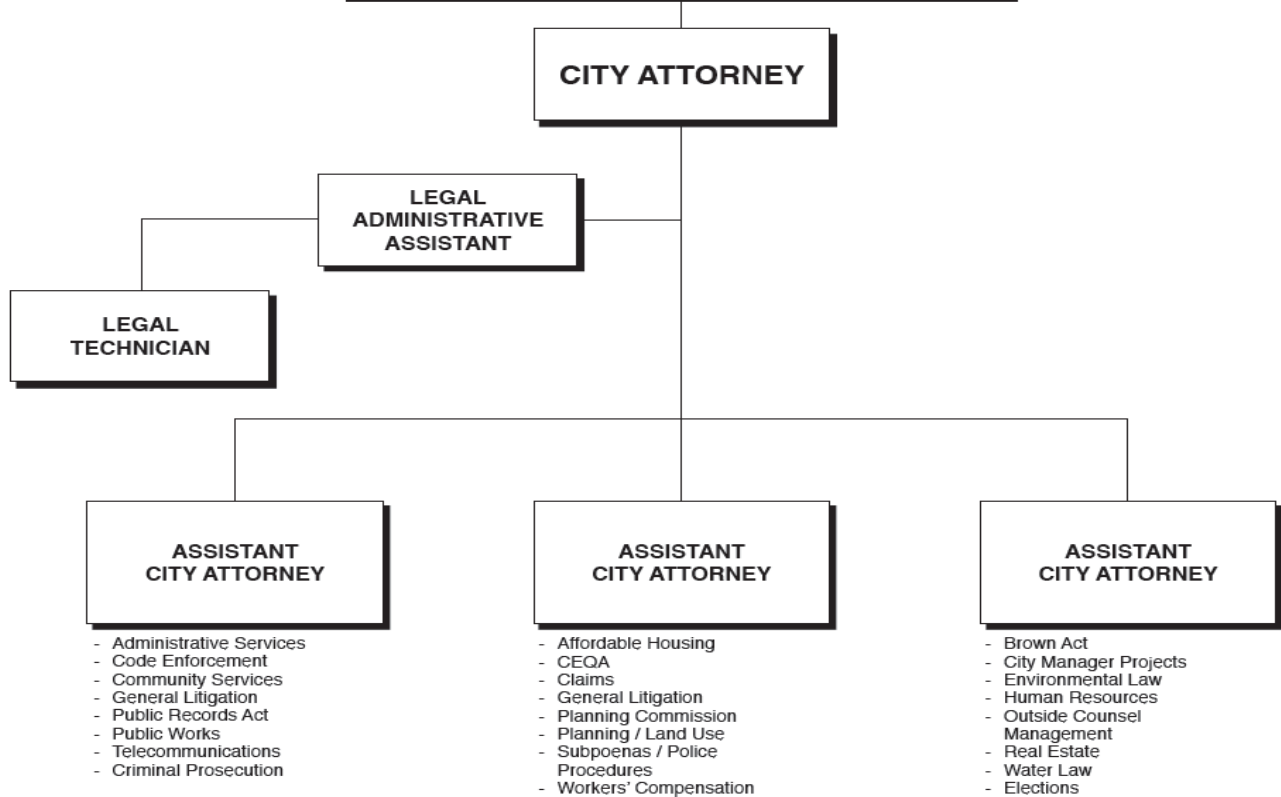 CITY ATTORNEY
LEGAL
ADMINISTRATIVE
ASSISTANT
LEGAL
TECHNICIAN
ASSISTANT
CITY ATTORNEY
- Administrative Services
- Code Enforcement
- Community Services
- General Litigation
- Public Records Act
- Public Works
- Telecommunications
- Criminal Prosecution
ASSISTANT
CITY ATTORNEY
- Affordable Housing
- CEQA
- Claims
- General Litigation
- Planning Commission
- Planning / Land Use
- Subpoenas / Police
Procedures
- Workers' Compensation
ASSISTANT
CITY ATTORNEY
- Brown Act
- City Manager Projects
- Environmental Law
- Human Resources
- Outside Counsel
Management
- Real Estate
- Water Law
- Elections